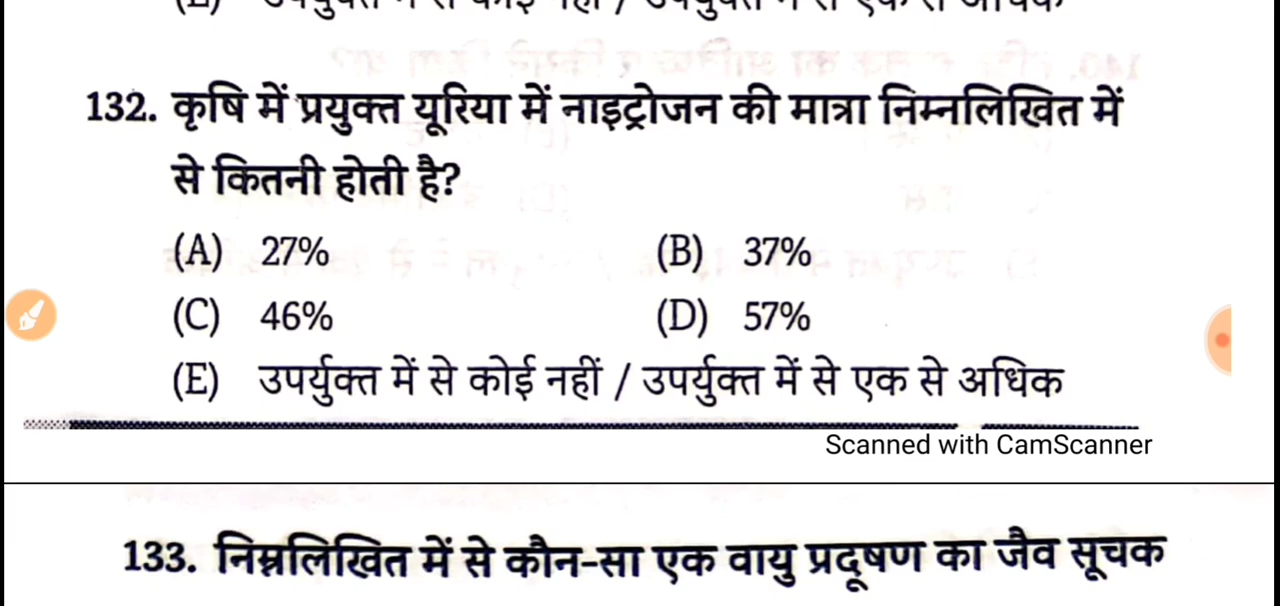 132. कृषि में प्रयुक्त यूरिया में नाइट्रोजन की मात्रा निम्नलिखित में
से कितनी होती है?
(A) 27%
(B) 37%
(C) 46%
(D) 57%
(E) उपर्युक्त में से कोई नहीं / उपर्युक्त में से एक से अधिक
Scanned with CamScanner
133. निम्नलिखित में से कौन-सा एक वायु प्रदूषण का जैव सूचक